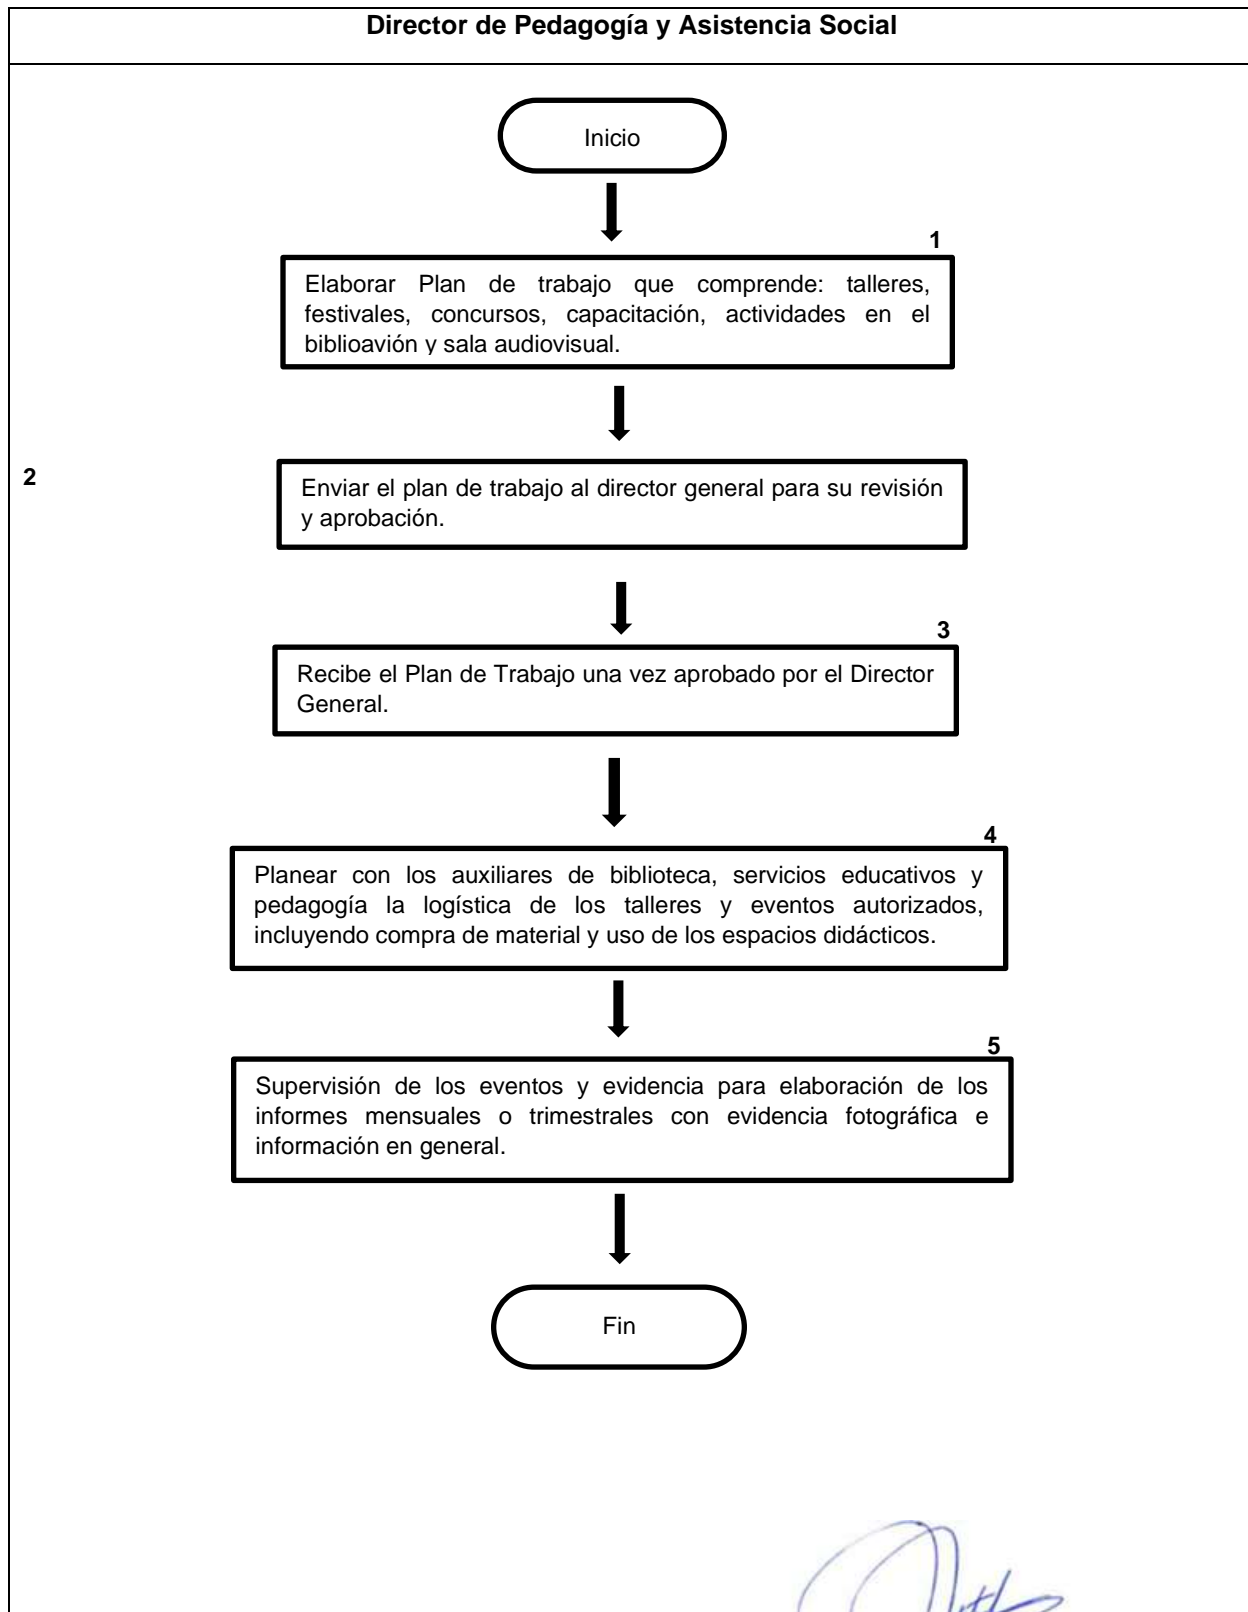 Director de Pedagogía y Asistencia Social
Inicio
1
Elaborar Plan de trabajo que comprende: talleres,
festivales, concursos, capacitación, actividades en el
biblioavión y sala audiovisual.
2
Enviar el plan de trabajo al director general para su revisión
y aprobación.
3
Recibe el Plan de Trabajo una vez aprobado por el Director
General.
4
Planear con los auxiliares de biblioteca, servicios educativos y
pedagogía la logística de los talleres y eventos autorizados,
incluyendo compra de material y uso de los espacios didácticos.
5
Supervisión de los eventos y evidencia para elaboración de los
informes mensuales o trimestrales con evidencia fotográfica e
información en general.
Fin